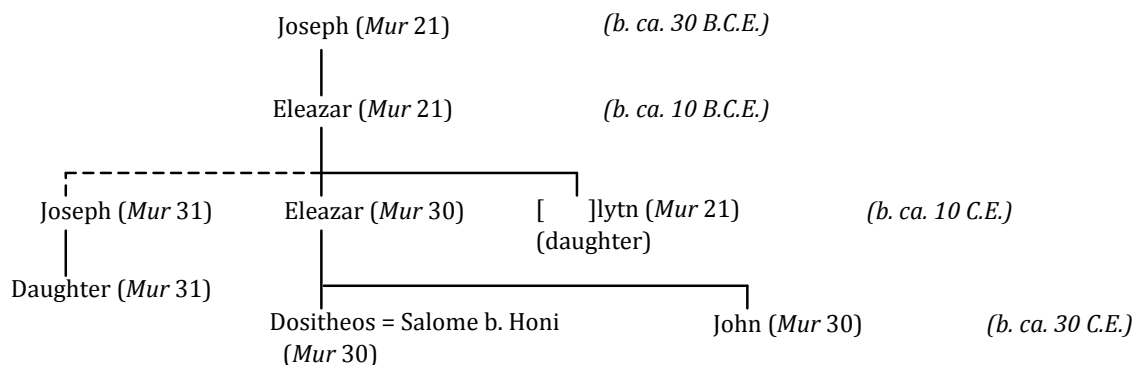 Joseph (Mur 21) (b. ca. 30 B.C.E.)
Eleazar (Mur 21) (b. ca. 10 B.C.E.)
Joseph (Mur 31) Eleazar (Mur 30) [ ]lytn (Mur 21) (b. ca. 10 C.E.)
(daughter)
Daughter (Mur 31)
Dositheos = Salome b. Honi John (Mur 30) (b. ca. 30 C.E.)
(Mur 30)